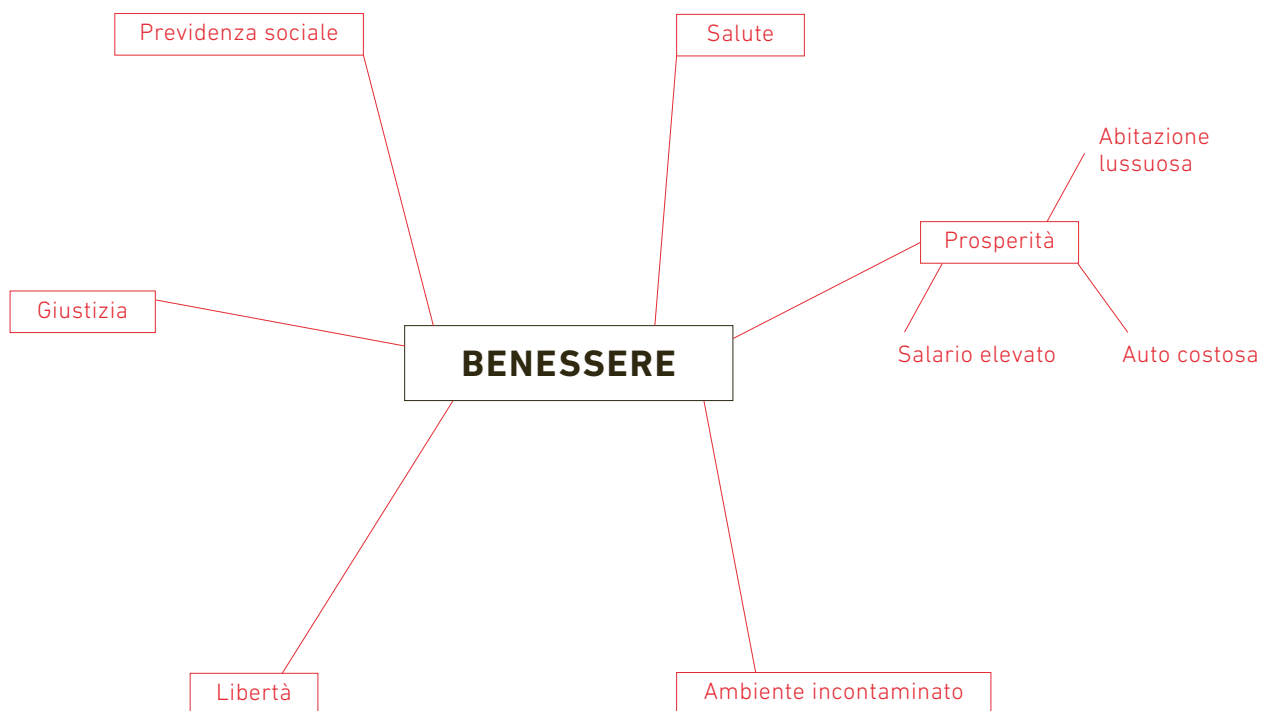 Previdenza sociale
Salute
Abitazione
lussuosa
Prosperità
Giustizia
Salario elevato
Auto costosa
BENESSERE
Libertà
Ambiente incontaminato